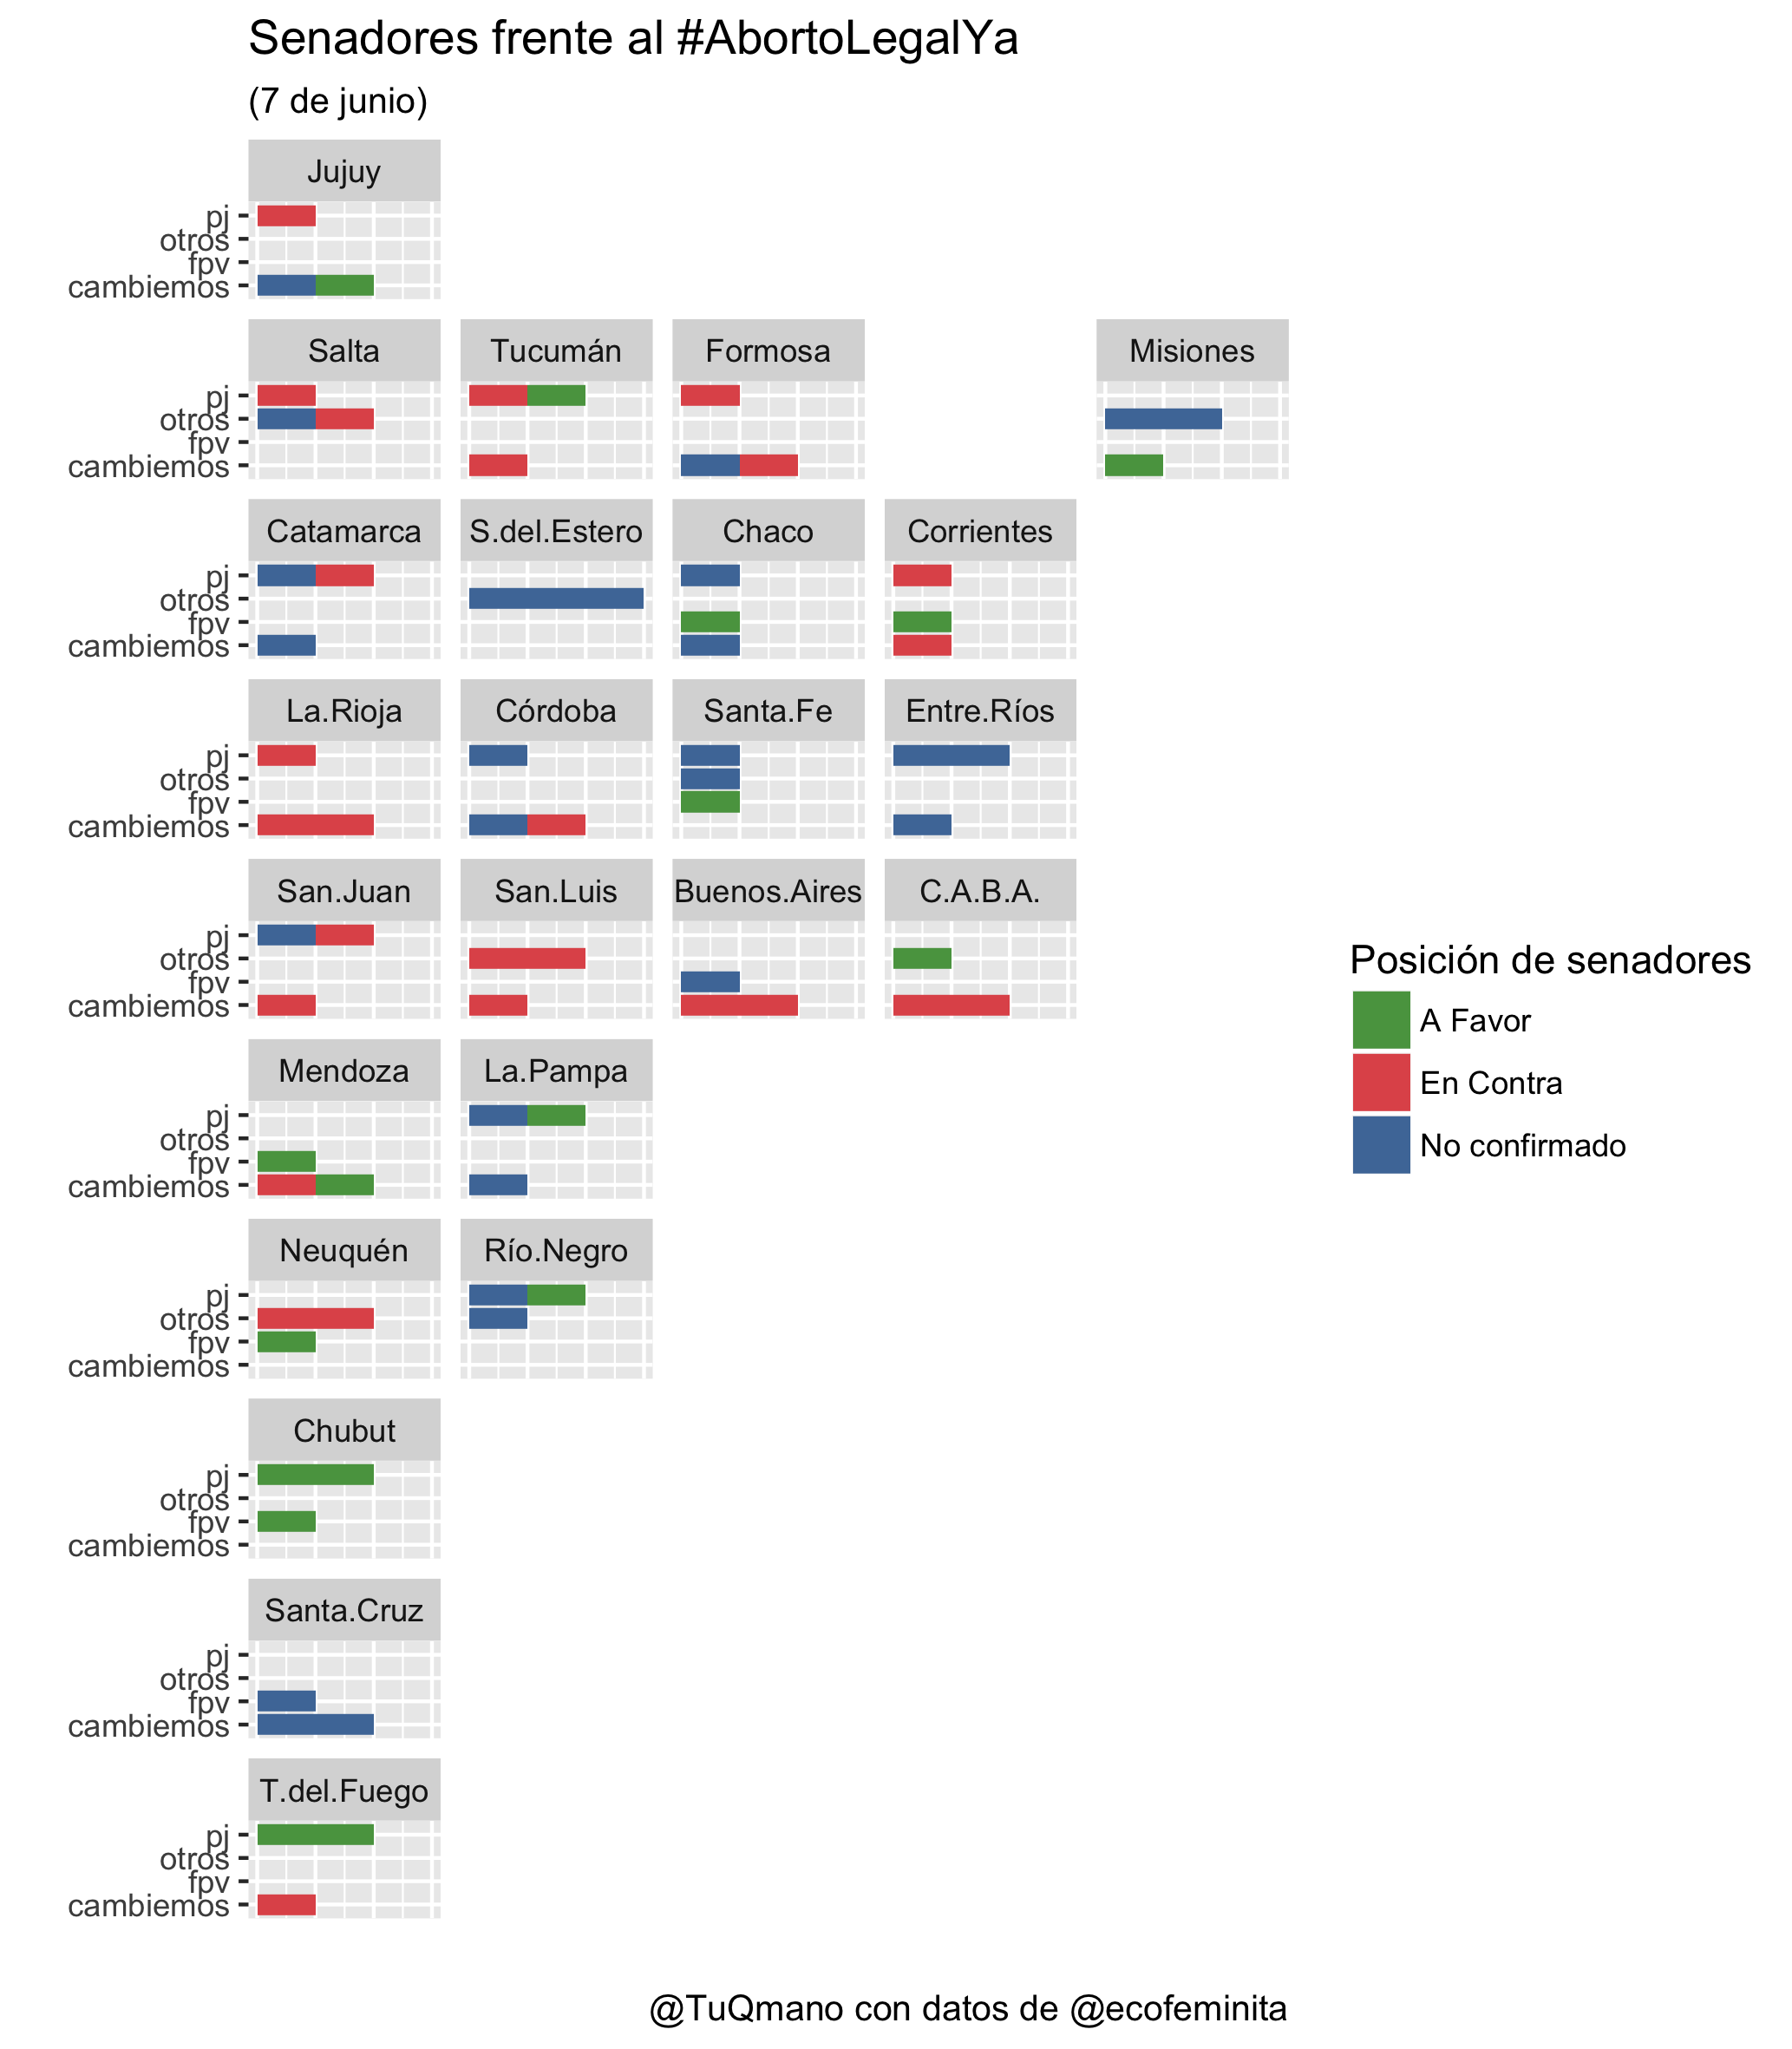 Senadores frente al #AbortoLegalYa
(7 de junio)
Jujuy
pj
otros
fpv
cambiemos
Salta Tucumán Formosa Misiones
pj
otros
fpv
cambiemos
Catamarca S.del.Estero Chaco Corrientes
pj
otros
fpv
cambiemos
La.Rioja Córdoba Santa.Fe Entre.Ríos
pj
otros
fpv
cambiemos
San.Juan San.Luis Buenos.Aires C.A.B.A.
pj
otros
fpv
cambiemos
Mendoza La.Pampa
pj
otros
fpv
cambiemos
Neuquén Río.Negro
pj
otros
fpv
cambiemos
Chubut
pj
otros
fpv
cambiemos
Santa.Cruz
pj
otros
fpv
cambiemos
T.del.Fuego
pj
otros
fpv
cambiemos
Posición de senadores
A Favor
En Contra
No confirmado
@TuQmano con datos de @ecofeminita